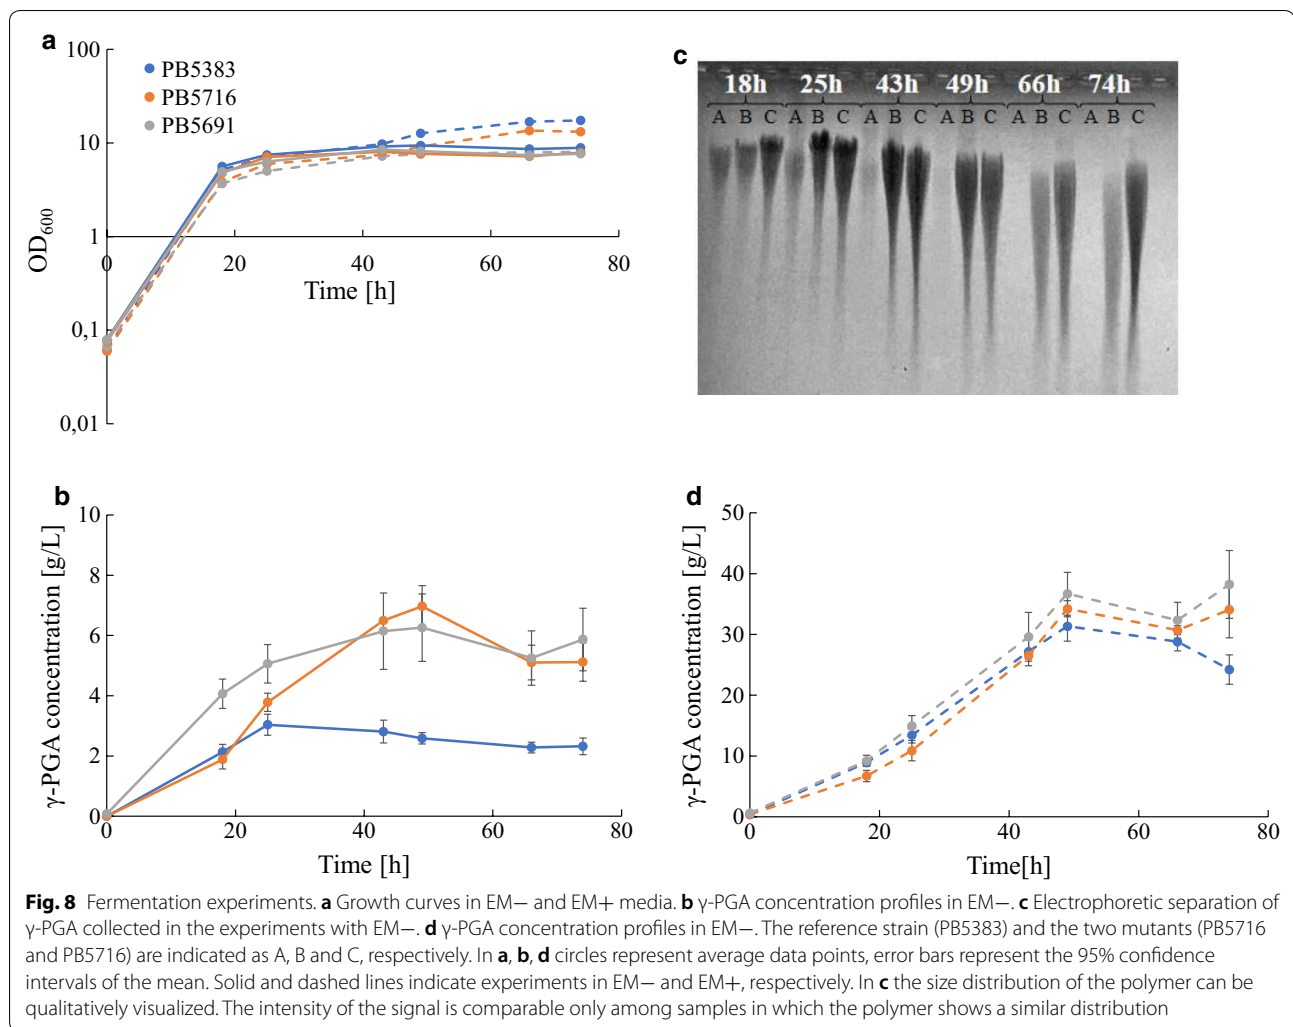 a
100
10
1
0,1
0,01
OD600
0
20
40
60
80
Time [h]
PB5383
PB5716
PB5691
c
18h 25h 43h 49h 66h 74h
A B C A B C A B C A B C A B C A B C
b
10
8
6
4
2
0
γ-PGA concentration [g/L]
0
20
40
60
80
Time [h]
d
50
40
30
20
10
0
γ-PGA concentration [g/L]
0
20
40
60
80
Time[h]
Fig. 8 Fermentation experiments. a Growth curves in EM− and EM+ media. b γ-PGA concentration profiles in EM−. c Electrophoretic separation of
γ-PGA collected in the experiments with EM−. d γ-PGA concentration profiles in EM−. The reference strain (PB5383) and the two mutants (PB5716
and PB5716) are indicated as A, B and C, respectively. In a, b, d circles represent average data points, error bars represent the 95% confidence
intervals of the mean. Solid and dashed lines indicate experiments in EM− and EM+, respectively. In c the size distribution of the polymer can be
qualitatively visualized. The intensity of the signal is comparable only among samples in which the polymer shows a similar distribution